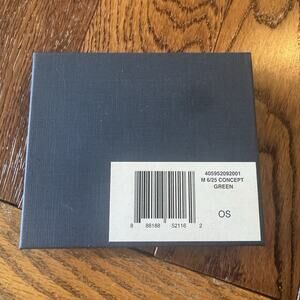 405952092001
M 6/25 CONCEPT
GREEN
OS
8 88188 52116 2